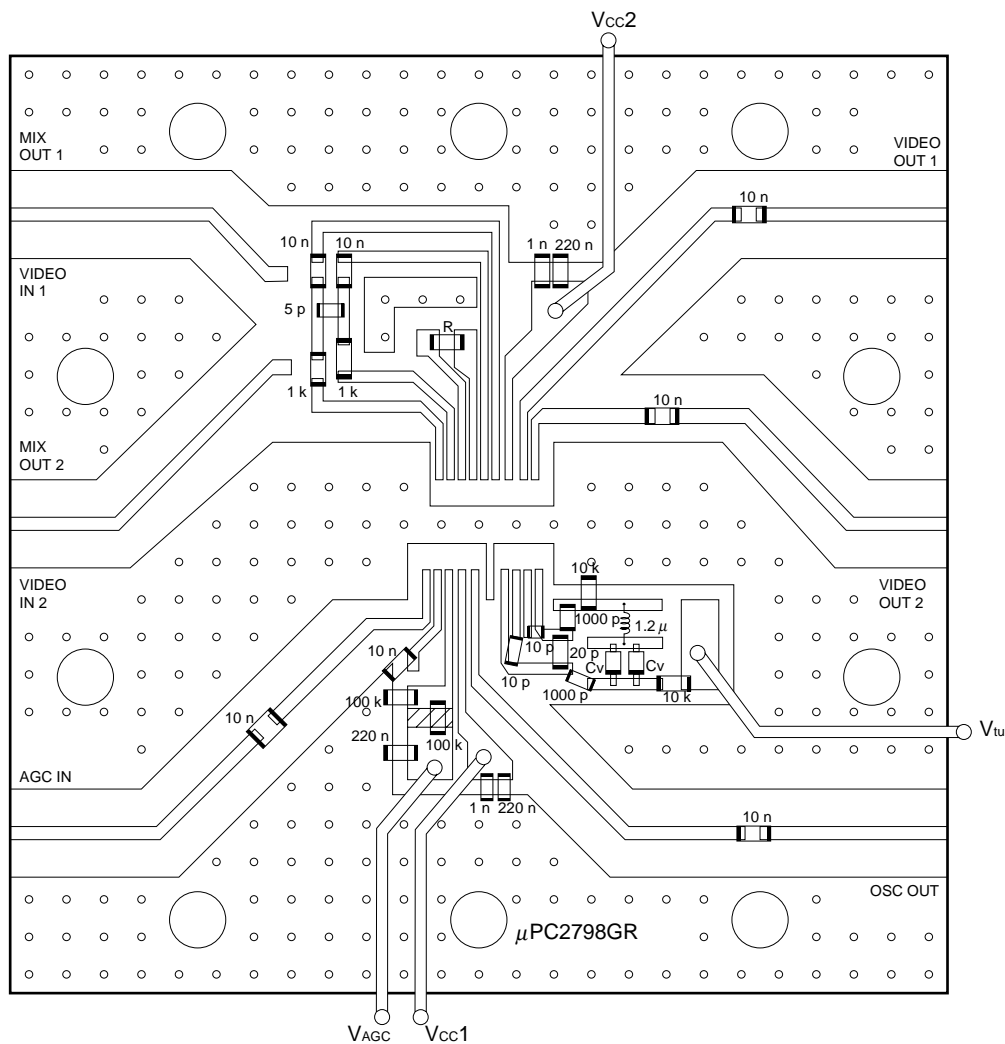 VCC2
MIX
OUT 1
VIDEO
OUT 1
10 n
10 n
10 n
1 n
220 n
VIDEO
IN 1
5 p
R
1 k
1 k
10 n
MIX
OUT 2
VIDEO
IN 2
10 k
VIDEO
OUT 2
1000 p
1.2 μ
10 p
20 p
10 n
Cv
Cv
10 p
1000 p
10 k
100 k
10 n
220 n
100 k
Vtu
AGC IN
1 n
220 n
10 n
OSC OUT
μPC2798GR
VAGC
VCC1